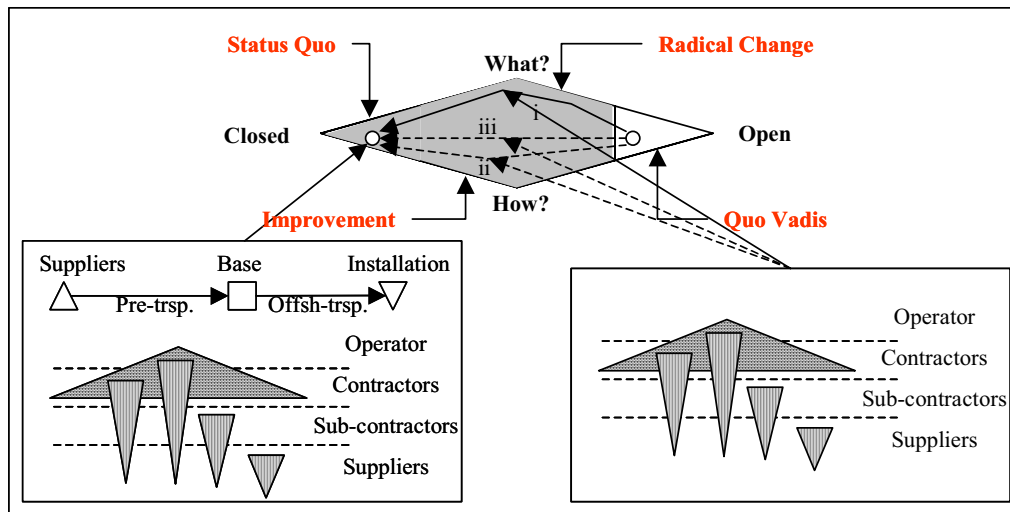 Status Quo
Radical Change
What?
i
Closed
iii
Open
ii
How?
Improvement
Quo Vadis
Suppliers
Base
Installation
Pre-trsp.
Offsh-trsp.
Operator
Contractors
Sub-contractors
Suppliers
Operator
Contractors
Sub-contractors
Suppliers